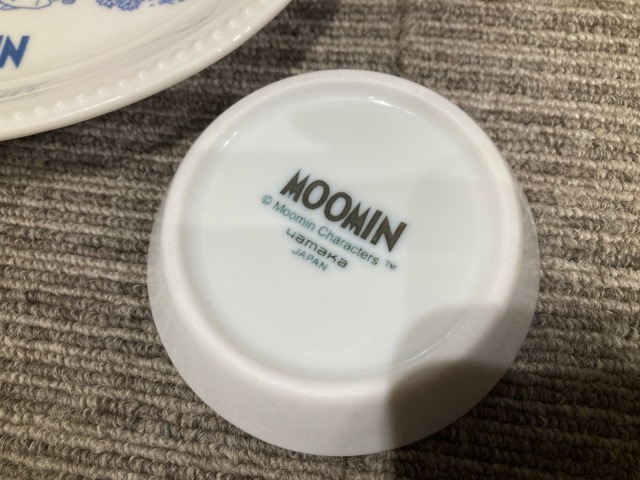 MOOMIN
© Moomin Characters ™
yamaka
JAPAN